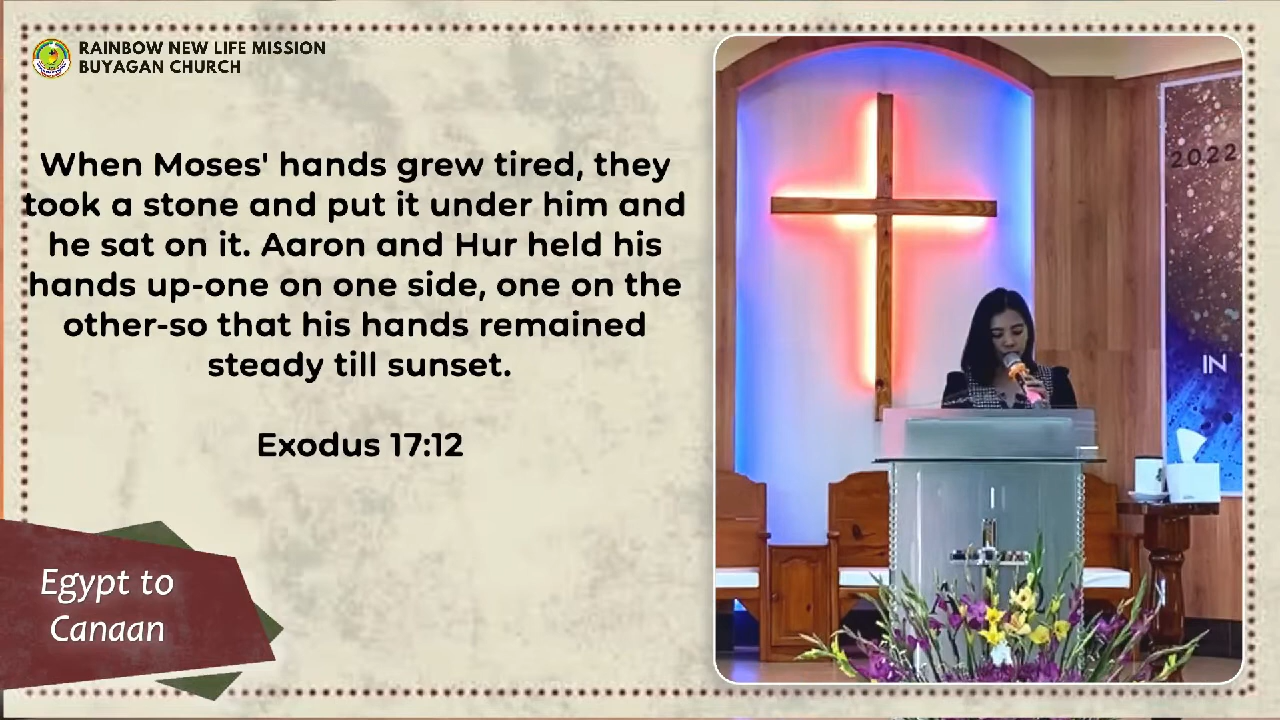 RAINBOW NEW LIFE MISSION
BUYAGAN CHURCH
When Moses' hands grew tired, they
took a stone and put it under him and
he sat on it. Aaron and Hur held his
hands up-one on one side, one on the
other-so that his hands remained
steady till sunset.
Exodus 17:12
Egypt to
Canaan
2022
IN